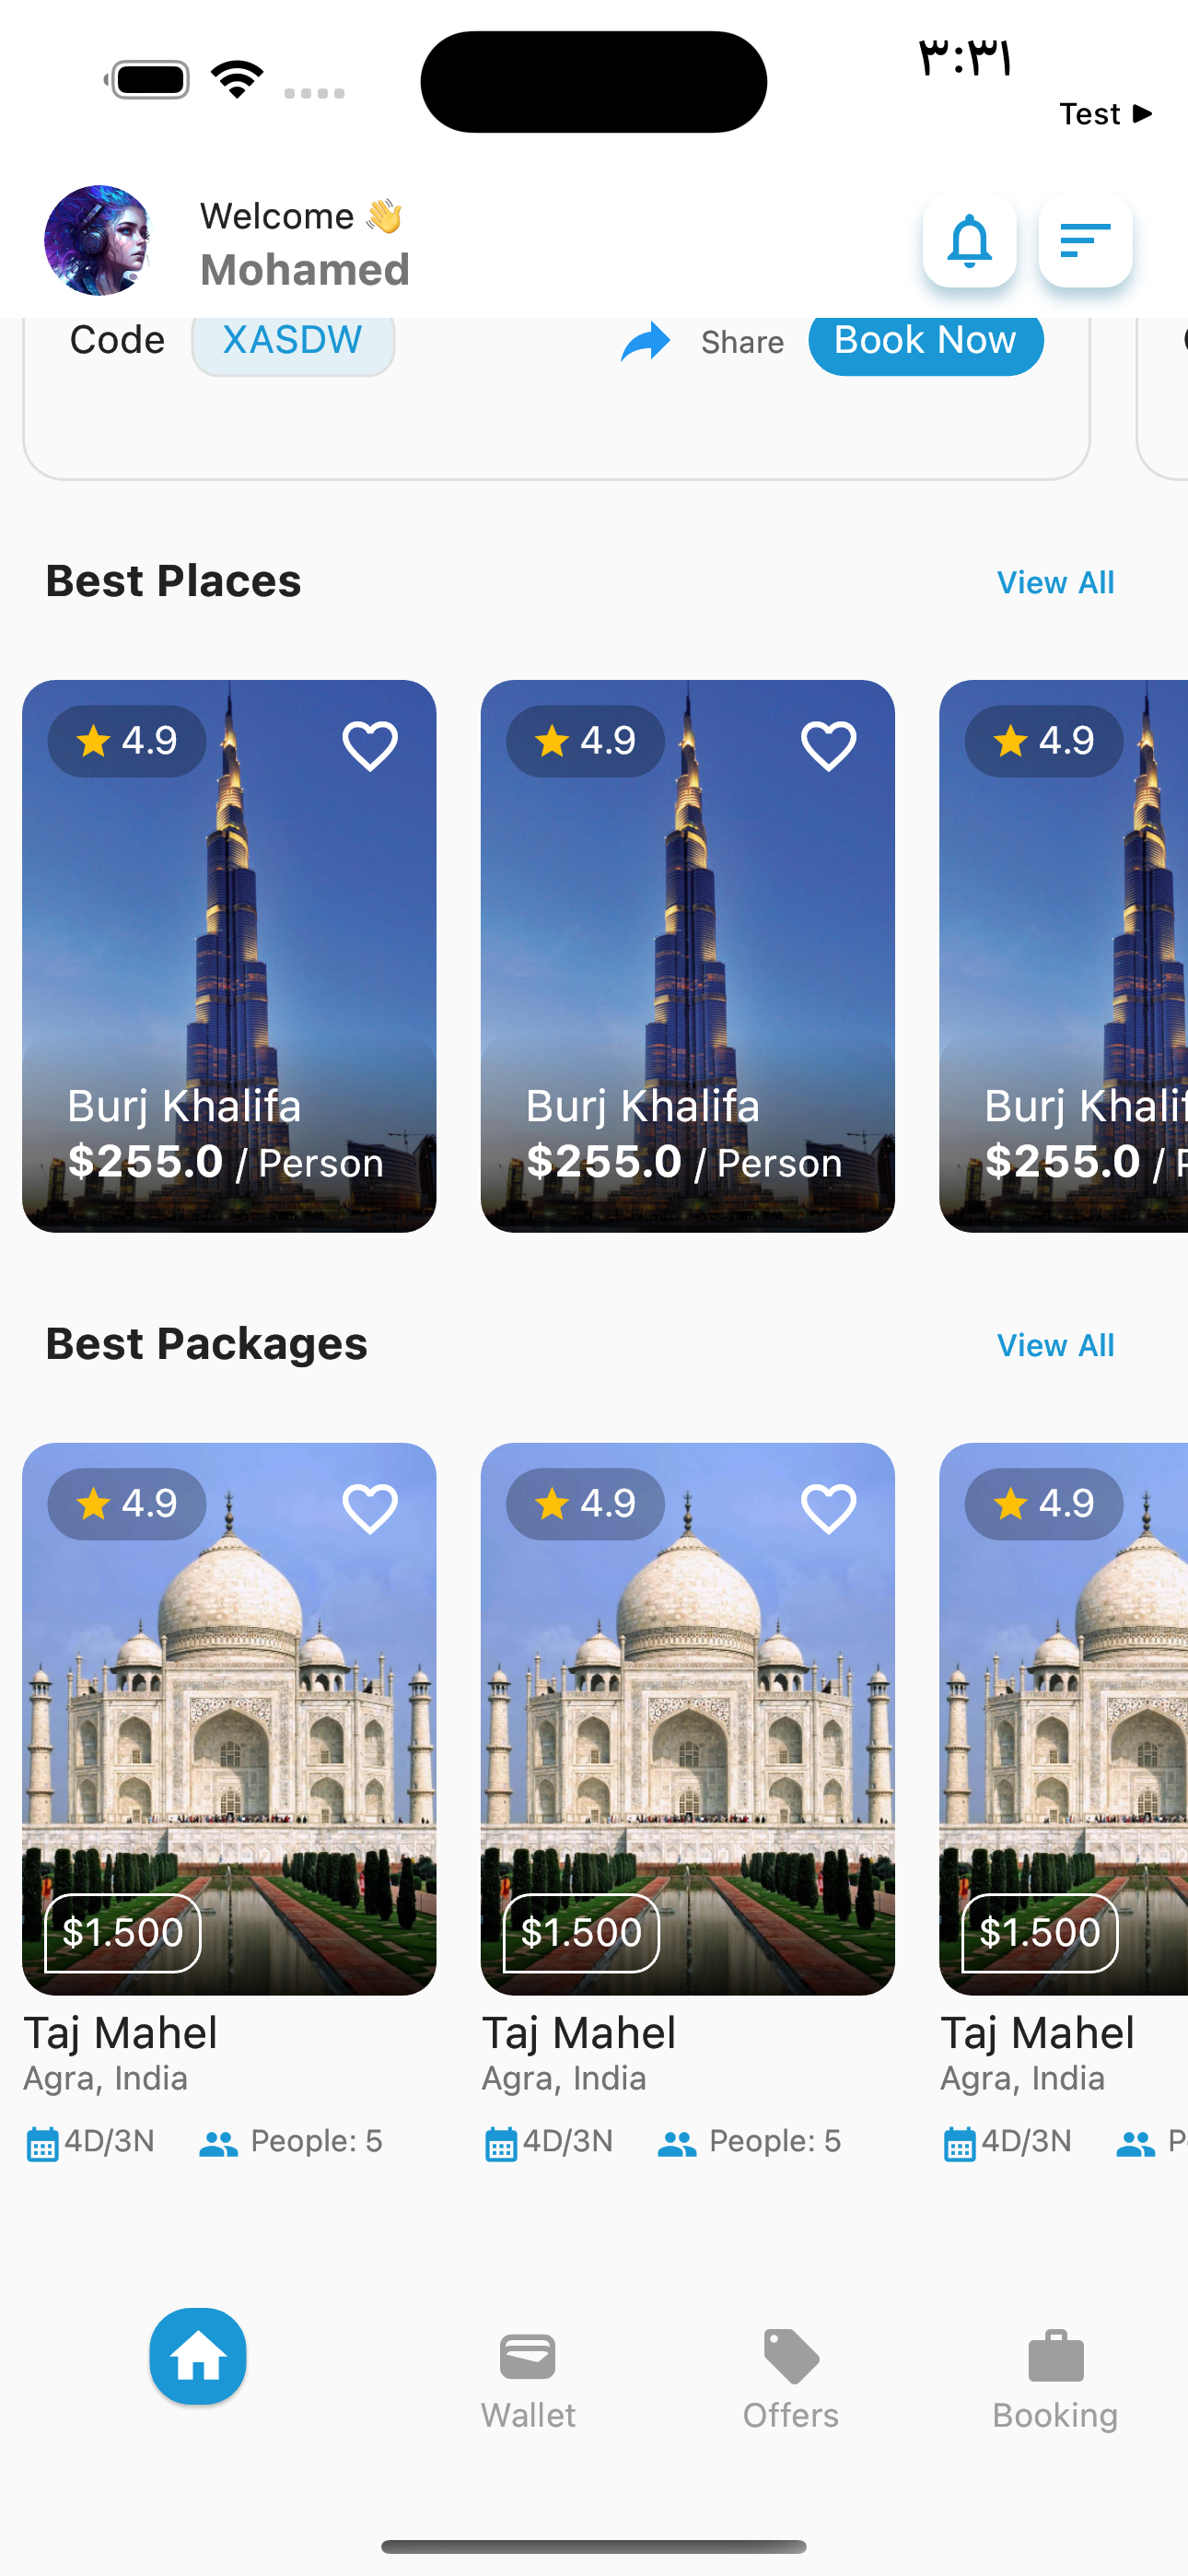 ٣:٣١
Test ▶
Welcome 👋
Mohamed
Code XASDW Share Book Now
Best Places View All
4.9 4.9 4.9
Burj Khalifa Burj Khalifa Burj Khalif
$255.0 / Person $255.0 / Person $255.0 / P
Best Packages View All
4.9 4.9 4.9
$1.500 $1.500 $1.500
Taj Mahel Taj Mahel Taj Mahel
Agra, India Agra, India Agra, India
4D/3N People: 5 4D/3N People: 5 4D/3N P
Wallet Offers Booking